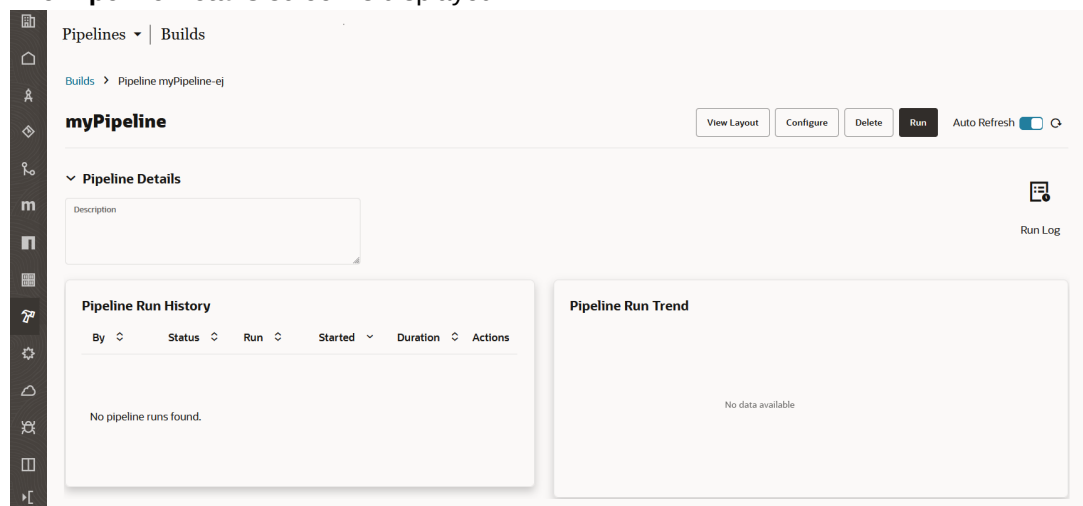 Pipelines Builds
Builds > Pipeline myPipeline-ej
myPipeline
View Layout Configure Delete Run Auto Refresh
Pipeline Details
Description
Run Log
Pipeline Run History
By Status Run Started Duration Actions
No pipeline runs found.
Pipeline Run Trend
No data available